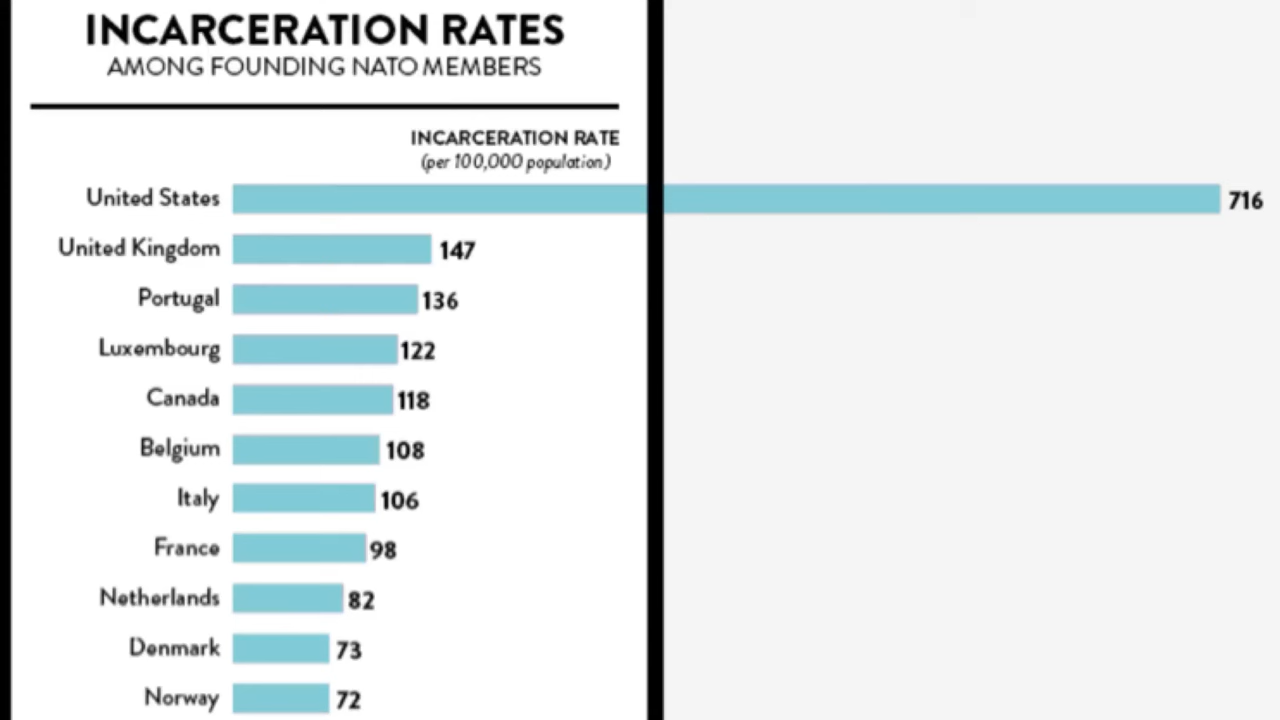 INCARCERATION RATES
AMONG FOUNDING NATO MEMBERS
INCARCERATION RATE
(per 100,000 population)
United States 716
United Kingdom 147
Portugal 136
Luxembourg 122
Canada 118
Belgium 108
Italy 106
France 98
Netherlands 82
Denmark 73
Norway 72